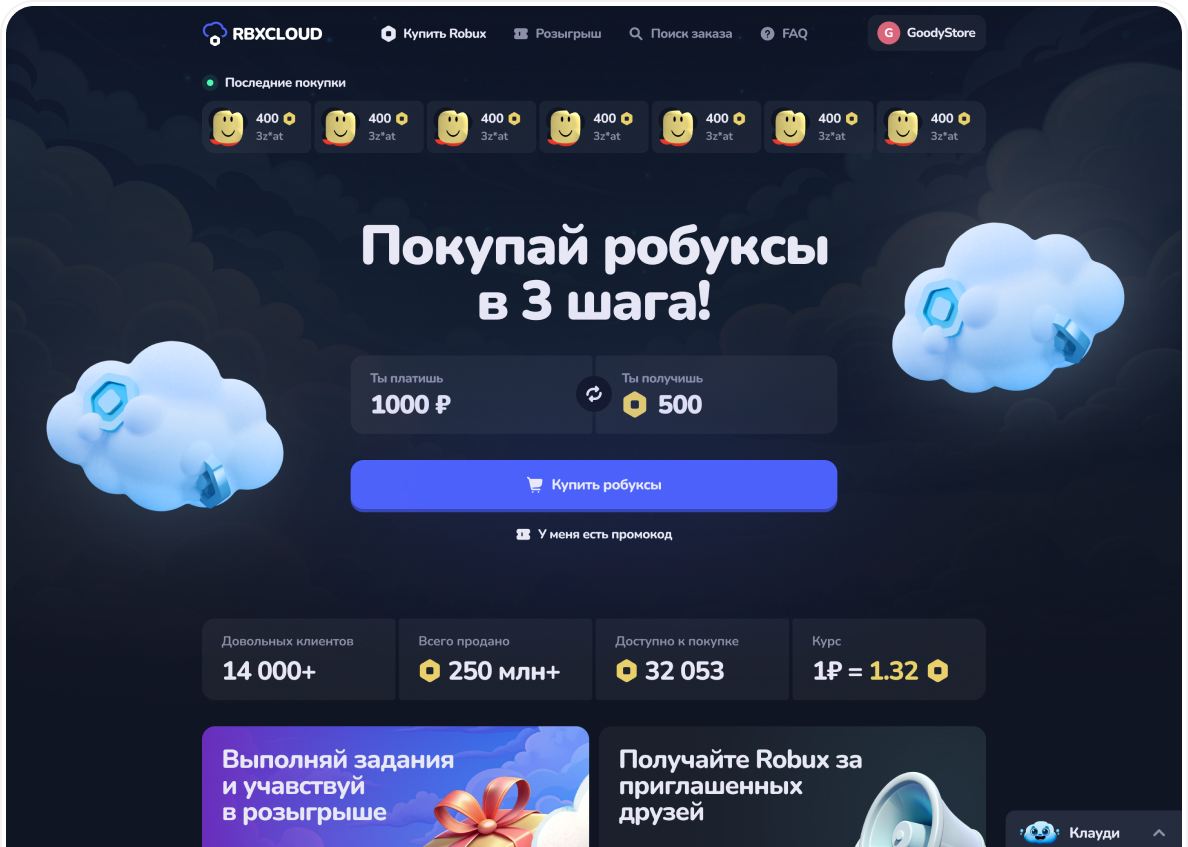 RBXCLOUD
Купить Robux
Розыгрыш
Поиск заказа
FAQ
G
GoodyStore
Последние покупки
400
3z*at
400
3z*at
400
3z*at
400
3z*at
400
3z*at
400
3z*at
400
3z*at
Покупай робуксы
в 3 шага!
Ты платишь
1000 ₽
Ты получишь
500
Купить робуксы
У меня есть промокод
Довольных клиентов
14 000+
Всего продано
250 млн+
Доступно к покупке
32 053
Курс
1₽ = 1.32
Выполняй задания
и учавствуй
в розыгрыше
Получайте Robux за
приглашенных
друзей
Клауди